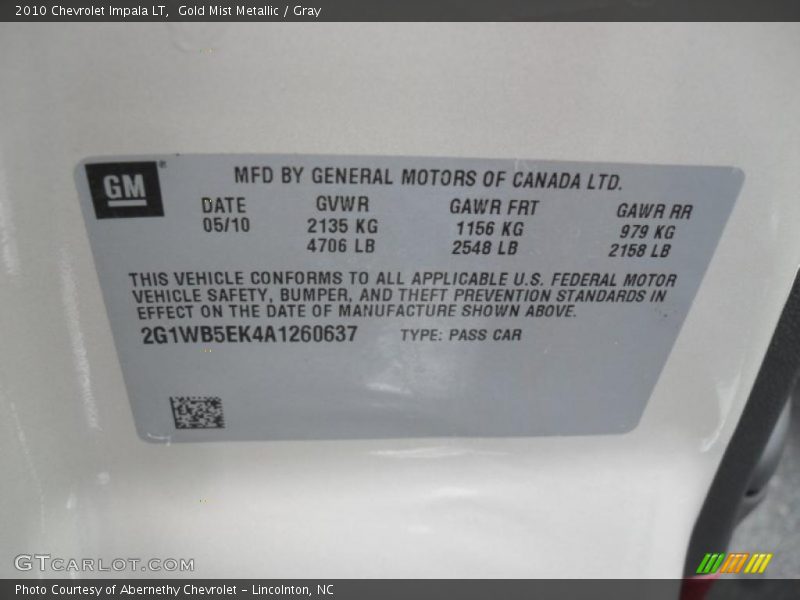 2010 Chevrolet Impala LT, Gold Mist Metallic / Gray
GM
MFD BY GENERAL MOTORS OF CANADA LTD.
DATE GVWR GAWR FRT GAWR RR
05/10 2135 KG 1156 KG 979 KG
4706 LB 2548 LB 2158 LB
THIS VEHICLE CONFORMS TO ALL APPLICABLE U.S. FEDERAL MOTOR
VEHICLE SAFETY, BUMPER, AND THEFT PREVENTION STANDARDS IN
EFFECT ON THE DATE OF MANUFACTURE SHOWN ABOVE.
2G1WB5EK4A1260637 TYPE: PASS CAR
GTCARLOT.COM
Photo Courtesy of Abernethy Chevrolet - Lincolnton, NC